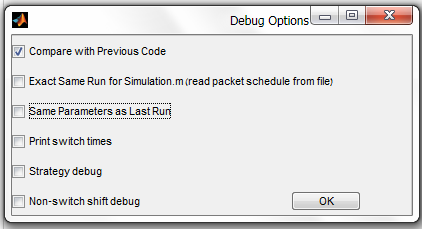 Debug Options
Compare with Previous Code
Exact Same Run for Simulation.m (read packet schedule from file)
Same Parameters as Last Run
Print switch times
Strategy debug
Non-switch shift debug
OK